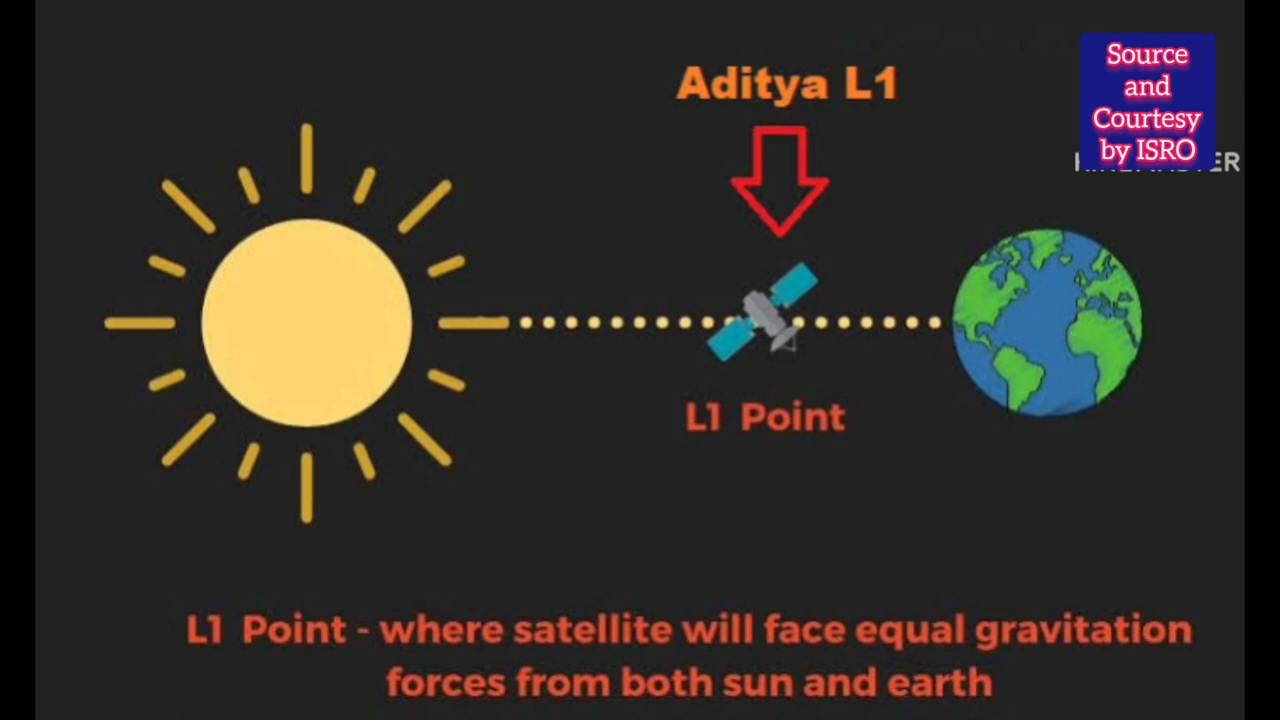 Aditya L1
Source
and
Courtesy
by ISRO
L1 Point
L1 Point - where satellite will face equal gravitation
forces from both sun and earth